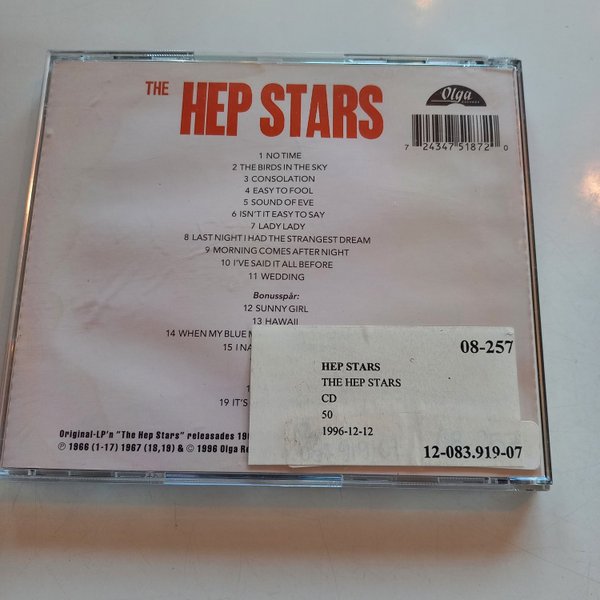 THE HEP STARS
Olga
RECORDS
7 24347 51872 0
1 NO TIME
2 THE BIRDS IN THE SKY
3 CONSOLATION
4 EASY TO FOOL
5 SOUND OF EVE
6 ISN'T IT EASY TO SAY
7 LADY LADY
8 LAST NIGHT I HAD THE STRANGEST DREAM
9 MORNING COMES AFTER NIGHT
10 I'VE SAID IT ALL BEFORE
11 WEDDING
Bonusspår:
12 SUNNY GIRL
13 HAWAII
14 WHEN MY BLUE
15 I
19 IT'S
Original-LP'n "The Hep Stars" releasades
℗ 1966 (1-17) 1967 (18,19) & © 1996 Olga
08-257
HEP STARS
THE HEP STARS
CD
50
1996-12-12
12-083.919-07